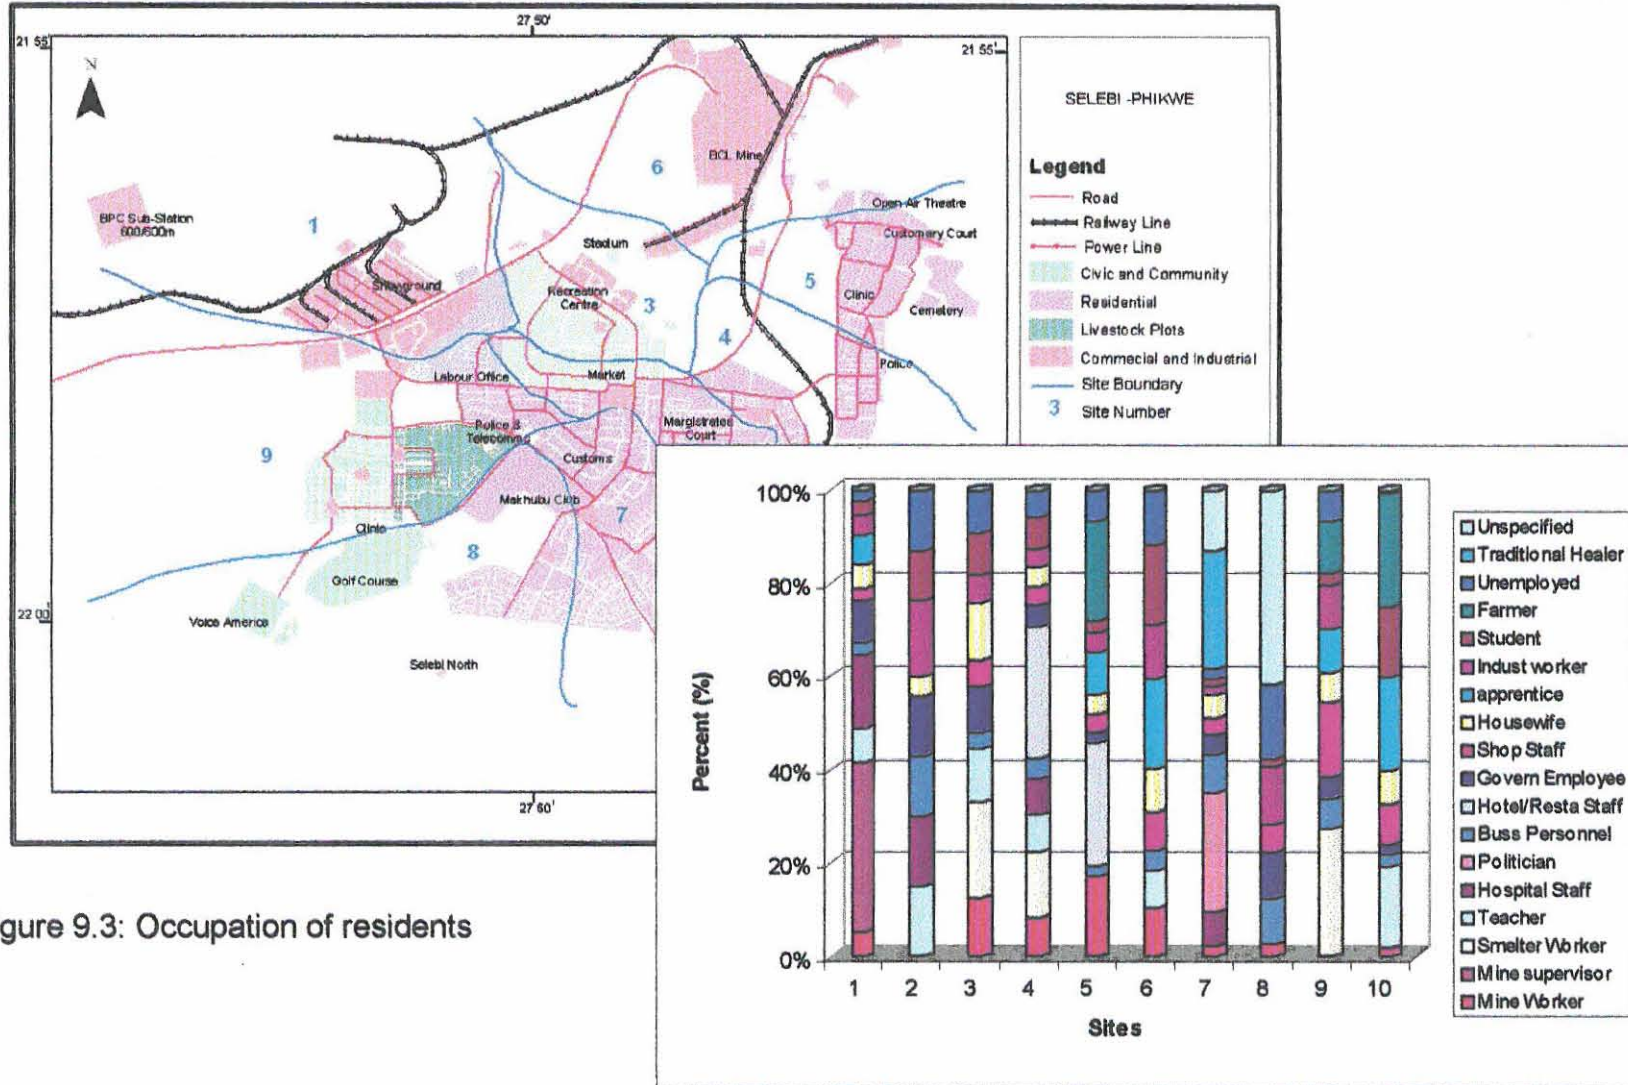 27 50'
21 55'
21 55'
N
SELEBI -PHIKWE
Legend
Road
Railway Line
Power Line
Civic and Community
Residential
Livestock Plots
Commecial and Industrial
Site Boundary
3 Site Number
BCL Mine
6
BPC Sub-Station
600/600m
1
Open Air Theatre
Customary Court
Stadium
Showground
Recreation
Centre
3
5
Clinic
Cemetery
4
Police
Labour Office
Market
Margistrates
Court
Police &
Telecomms
9
Customs
Makhubu Club
7
Clinic
8
Golf Course
22 00'
Voice America
Selebi North
27 60'
gure 9.3: Occupation of residents
Percent (%)
100%
80%
60%
40%
20%
0%
1 2 3 4 5 6 7 8 9 10
Sites
Unspecified
Traditional Healer
Unemployed
Farmer
Student
Indust worker
apprentice
Housewife
Shop Staff
Govern Employee
Hotel/Resta Staff
Buss Personnel
Politician
Hospital Staff
Teacher
Smelter Worker
Mine supervisor
Mine Worker